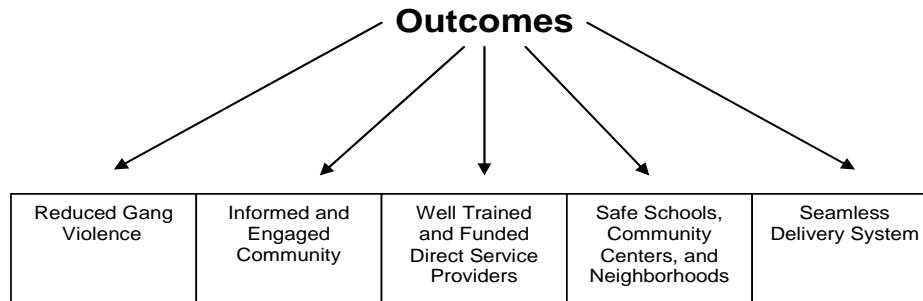 Outcomes
Reduced Gang
Violence
Informed and
Engaged
Community
Well Trained
and Funded
Direct Service
Providers
Safe Schools,
Community
Centers, and
Neighborhoods
Seamless
Delivery System